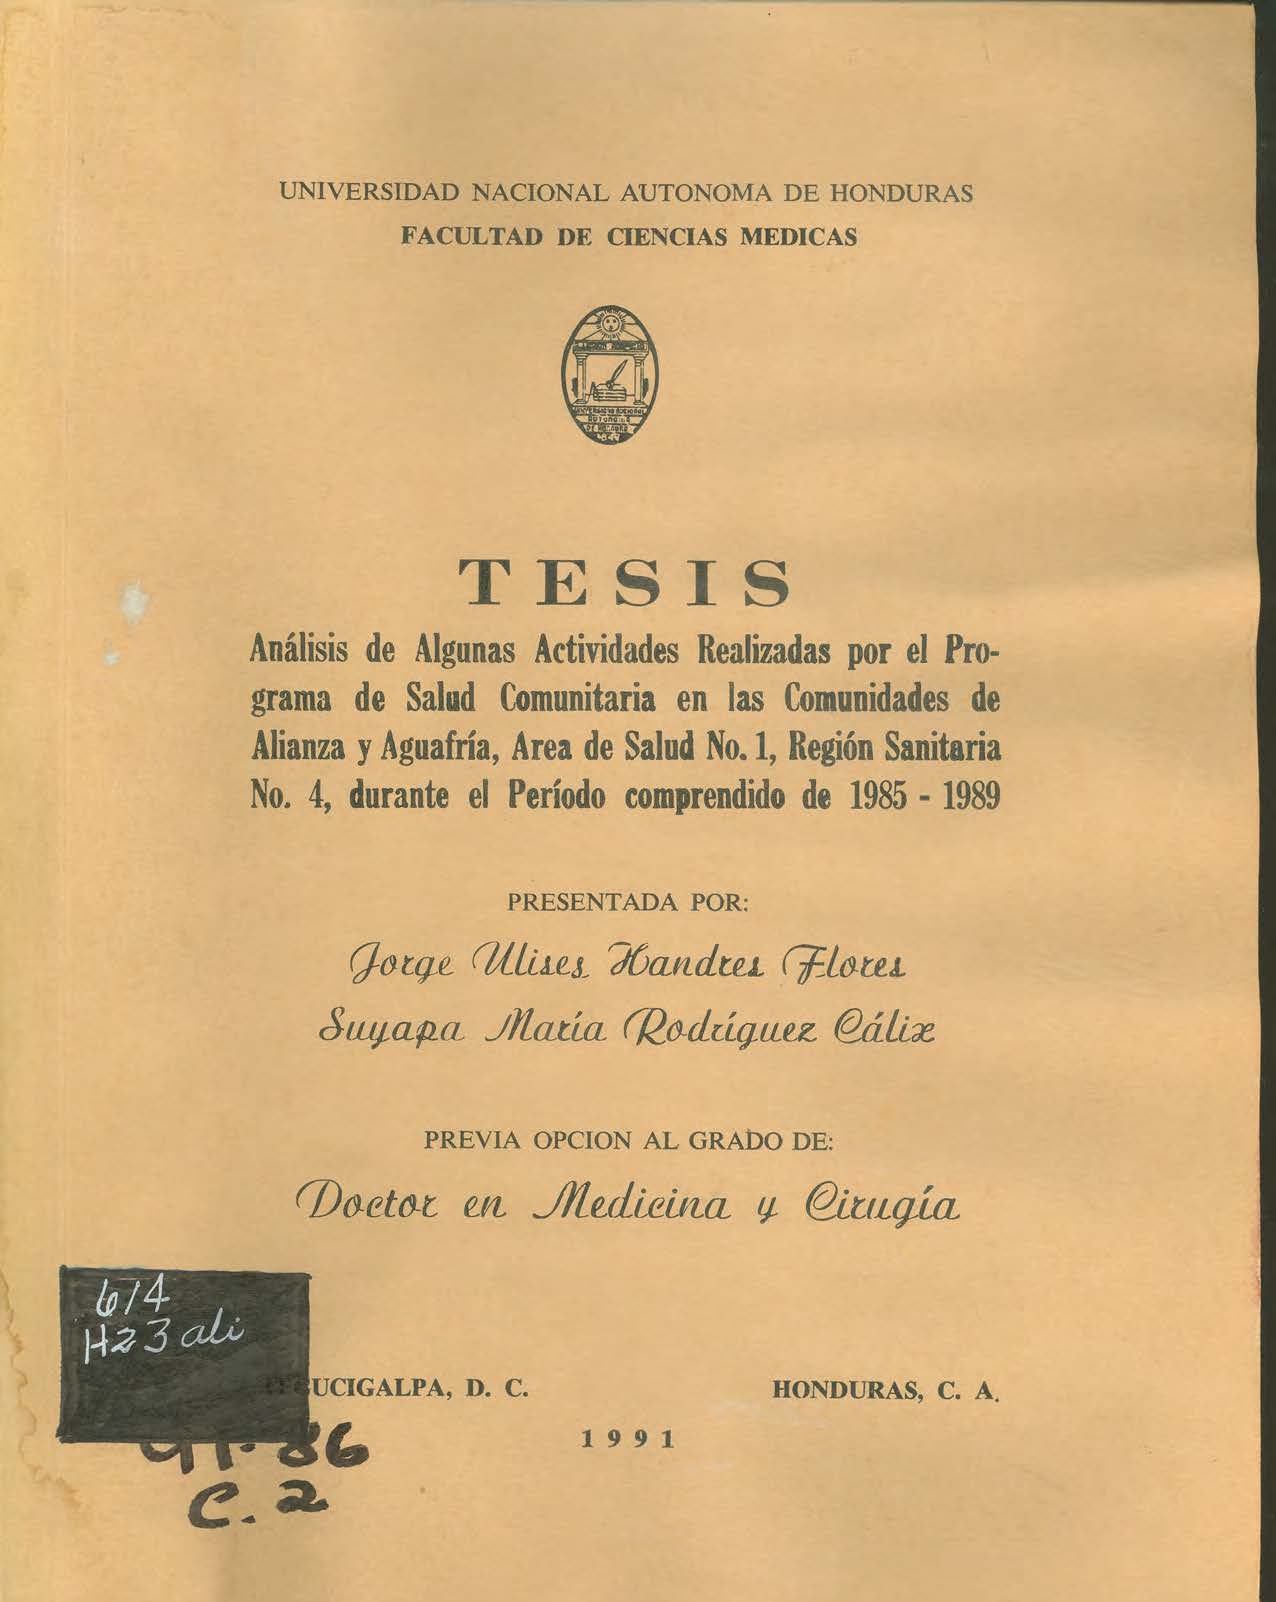 UNIVERSIDAD NACIONAL AUTONOMA DE HONDURAS
FACULTAD DE CIENCIAS MEDICAS
TESIS
Análisis de Algunas Actividades Realizadas por el Pro-
grama de Salud Comunitaria en las Comunidades de
Alianza y Aguafría, Area de Salud No. 1, Región Sanitaria
No. 4, durante el Período comprendido de 1985 - 1989
PRESENTADA POR:
Jorge Ulises Handres Flores
Suyapa María Rodríguez Cálix
PREVIA OPCION AL GRADO DE:
Doctor en Medicina y Cirugía
614
H23ali
UCIGALPA, D. C. HONDURAS, C. A.
1991
86
C. 2